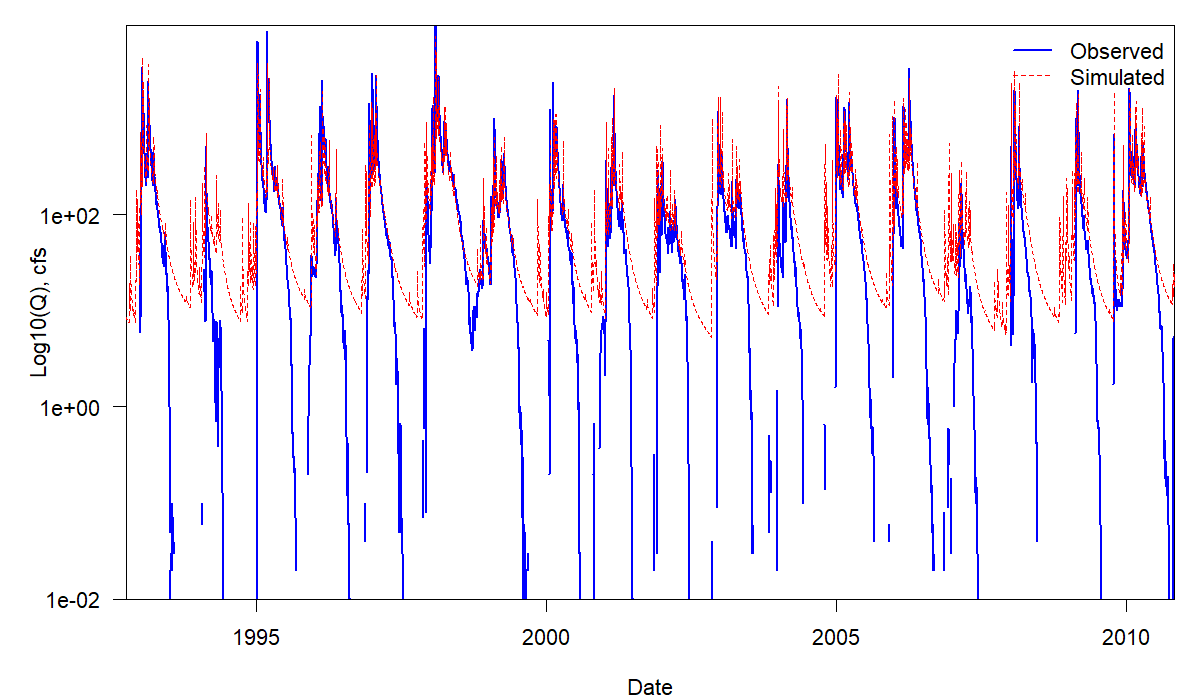 Observed
Simulated
1e+02
1e+00
1e-02
Log10(Q), cfs
1995
2000
2005
2010
Date